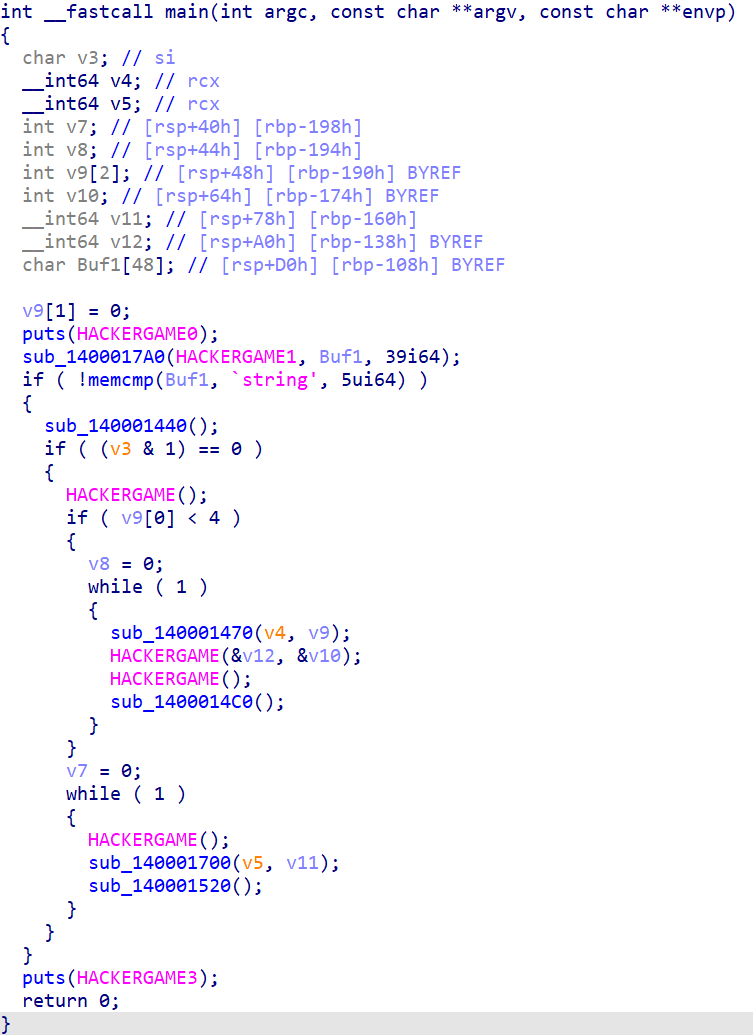 int __fastcall main(int argc, const char **argv, const char **envp)
{
  char v3; // si
  __int64 v4; // rcx
  __int64 v5; // rcx
  int v7; // [rsp+40h] [rbp-198h]
  int v8; // [rsp+44h] [rbp-194h]
  int v9[2]; // [rsp+48h] [rbp-190h] BYREF
  int v10; // [rsp+64h] [rbp-174h] BYREF
  __int64 v11; // [rsp+78h] [rbp-160h]
  __int64 v12; // [rsp+A0h] [rbp-138h] BYREF
  char Buf1[48]; // [rsp+D0h] [rbp-108h] BYREF

  v9[1] = 0;
  puts(HACKERGAME0);
  sub_1400017A0(HACKERGAME1, Buf1, 39i64);
  if ( !memcmp(Buf1, `string', 5ui64) )
  {
    sub_140001440();
    if ( (v3 & 1) == 0 )
    {
      HACKERGAME();
      if ( v9[0] < 4 )
      {
        v8 = 0;
        while ( 1 )
        {
          sub_140001470(v4, v9);
          HACKERGAME(&v12, &v10);
          HACKERGAME();
          sub_1400014C0();
        }
      }
      v7 = 0;
      while ( 1 )
      {
        HACKERGAME();
        sub_140001700(v5, v11);
        sub_140001520();
      }
    }
  }
  puts(HACKERGAME3);
  return 0;
}